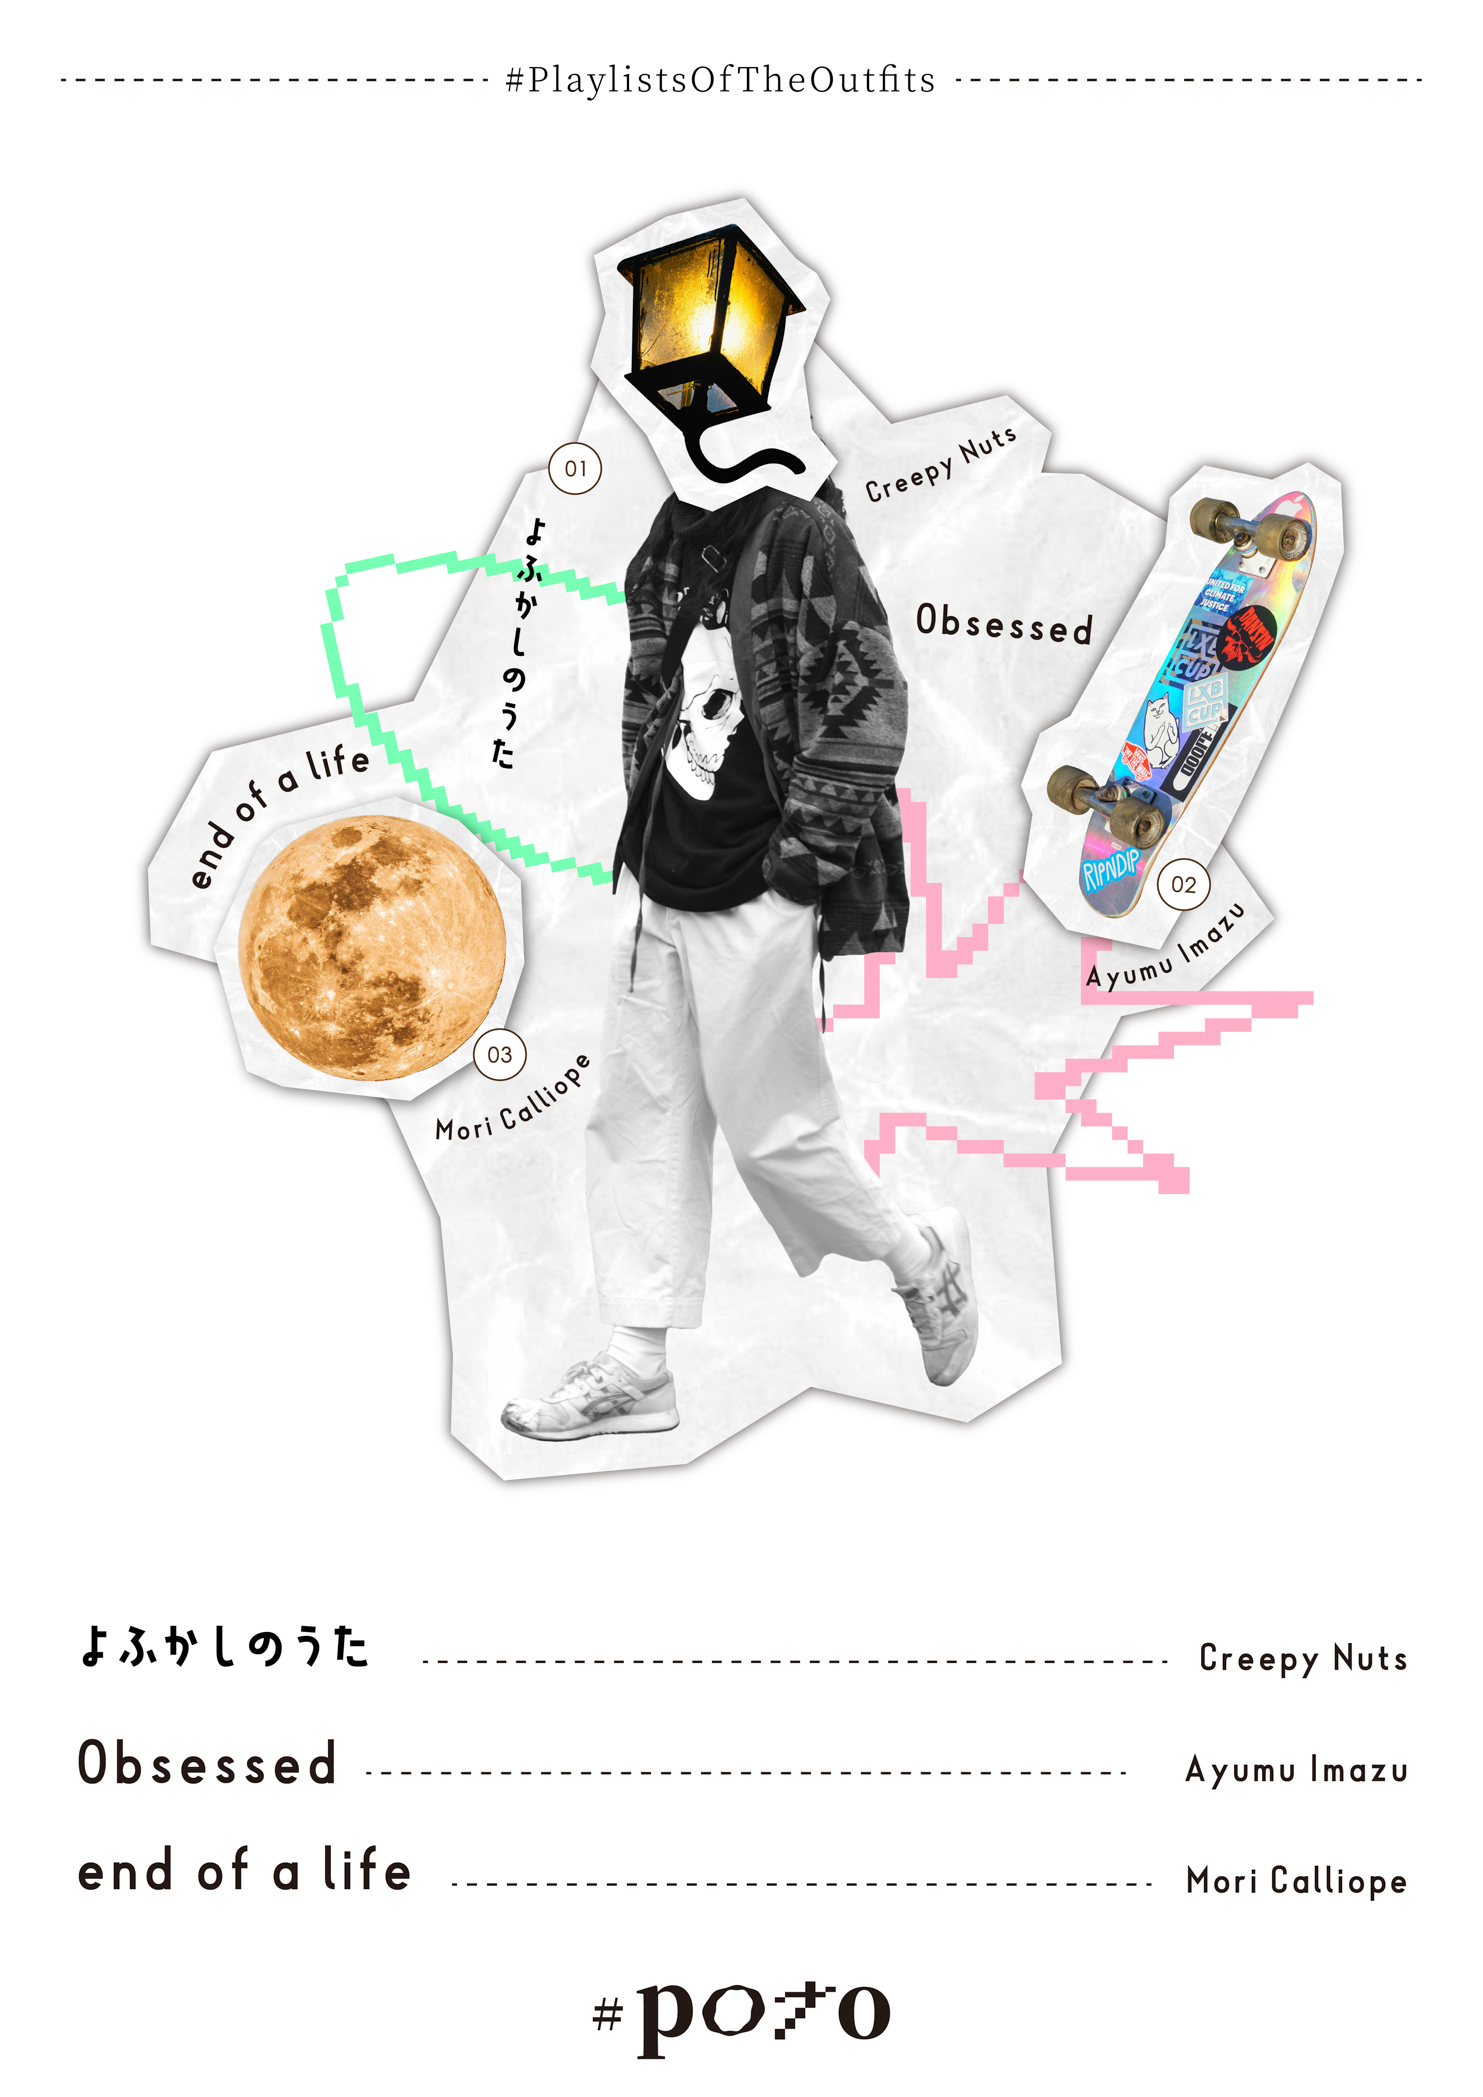 #PlaylistsOfTheOutfits
01
よふかしのうた
Creepy Nuts
Obsessed
UNITED FOR
CLIMATE
JUSTICE
LXB
CUP
LXB
CUP
RIPNDIP
02
Ayumu Imazu
end of a life
03
Mori Calliope
よふかしのうた Creepy Nuts
Obsessed Ayumu Imazu
end of a life Mori Calliope
#poto